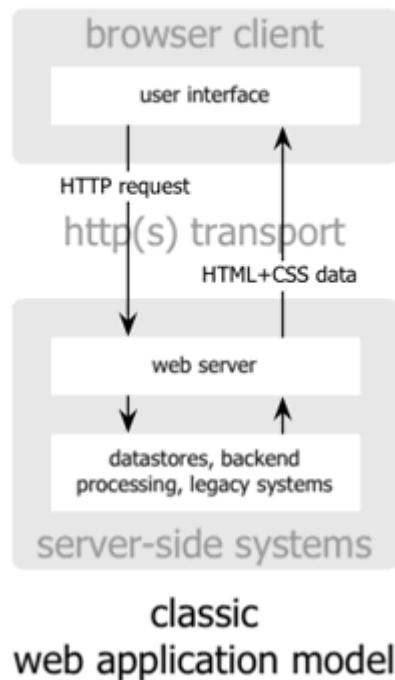 browser client
user interface
HTTP request
http(s) transport
HTML+CSS data
web server
datastores, backend
processing, legacy systems
server-side systems
classic
web application model